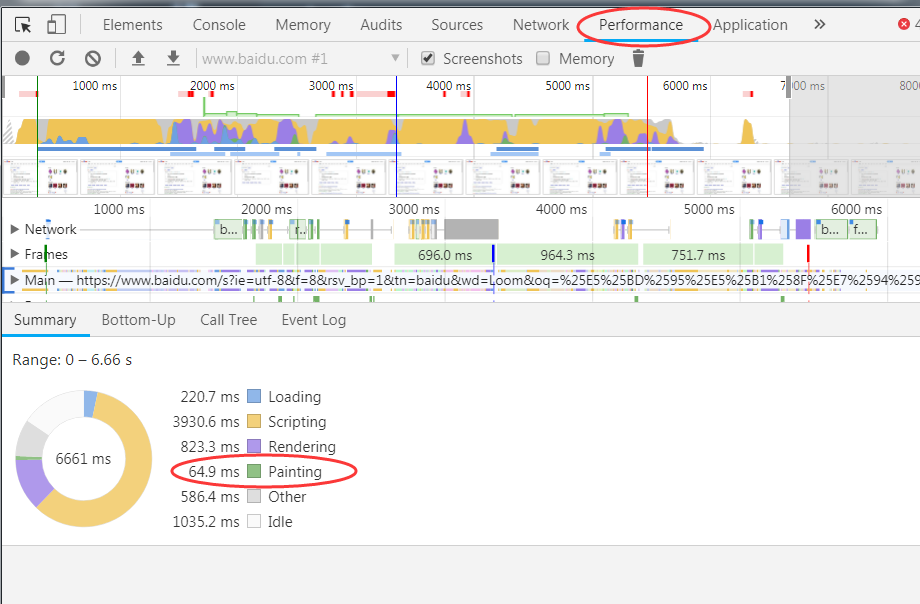 Elements Console Memory Audits Sources Network Performance Application » 4
www.baidu.com #1 Screenshots Memory
1000 ms 2000 ms 4000 ms 5000 ms 6000 ms 7000 ms 8000
1000 ms 2000 ms 3000 ms 4000 ms 5000 ms 6000 ms
Network b... r... b... f...
Frames 696.0 ms 964.3 ms 751.7 ms
Main — https://www.baidu.com/s?ie=utf-8&f=8&rsv_bp=1&tn=baidu&wd=Loom&oq=%25E5%25BD%2595%25E5%25B1%258F%25E7%2594%259
Summary Bottom-Up Call Tree Event Log
Range: 0 – 6.66 s
220.7 ms Loading
3930.6 ms Scripting
823.3 ms Rendering
6661 ms
64.9 ms Painting
586.4 ms Other
1035.2 ms Idle